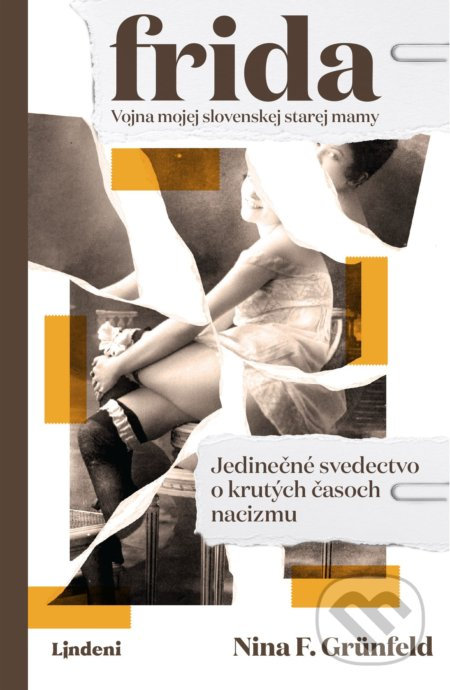 frida
Vojna mojej slovenskej starej mamy
Jedinečné svedectvo
o krutých časoch
nacizmu
Lindeni
Nina F. Grünfeld